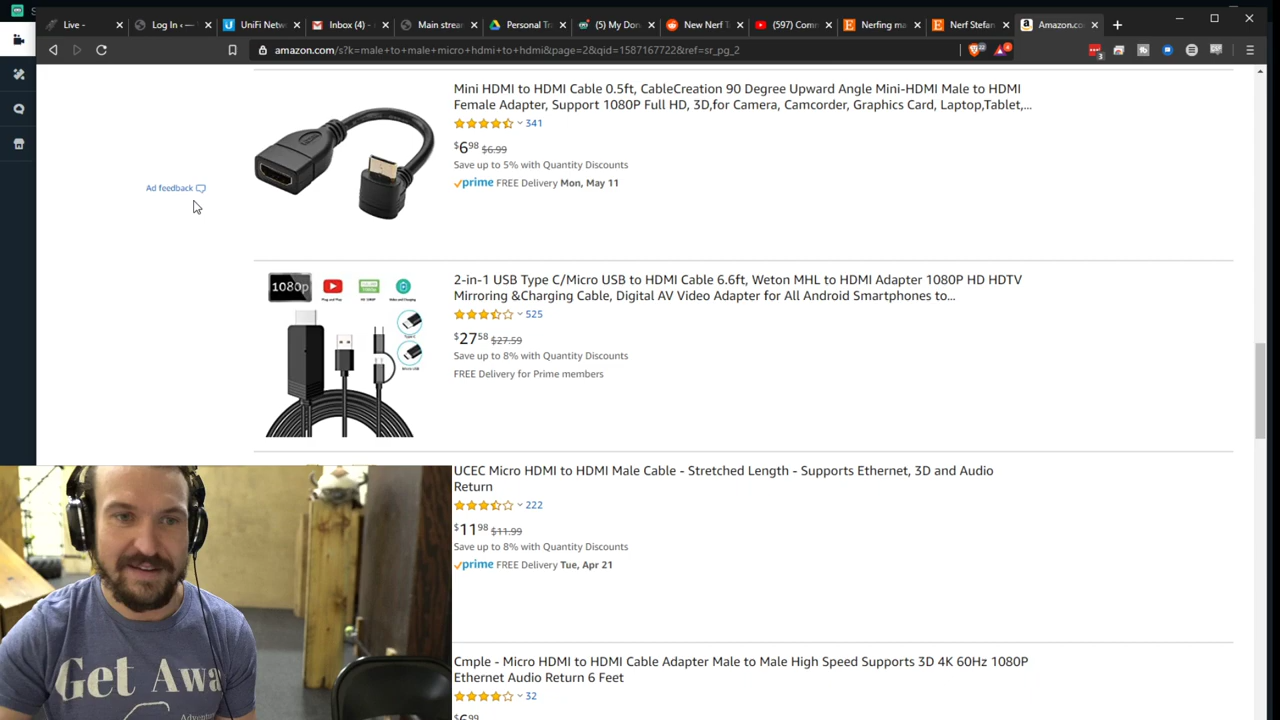 S
Live -
Log In
UniFi Netw
Inbox (4) -
Main strear
Personal Tr
(5) My Don
New Nerf T
(597) Com
Nerfing ma
Nerf Stefan
Amazon.co
amazon.com/s?k=male+to+male+micro+hdmi+to+hdmi&page=2&qid=1587167722&ref=sr_pg_2
22
3
Mini HDMI to HDMI Cable 0.5ft, CableCreation 90 Degree Upward Angle Mini-HDMI Male to HDMI
Female Adapter, Support 1080P Full HD, 3D,for Camera, Camcorder, Graphics Card, Laptop,Tablet,...
341
$6.98 $6.99
Save up to 5% with Quantity Discounts
prime FREE Delivery Mon, May 11
Ad feedback
2-in-1 USB Type C/Micro USB to HDMI Cable 6.6ft, Weton MHL to HDMI Adapter 1080P HD HDTV
Mirroring &Charging Cable, Digital AV Video Adapter for All Android Smartphones to...
1080p
525
$27.58 $27.59
Save up to 8% with Quantity Discounts
FREE Delivery for Prime members
UCEC Micro HDMI to HDMI Male Cable - Stretched Length - Supports Ethernet, 3D and Audio
Return
222
$11.98 $11.99
Save up to 8% with Quantity Discounts
prime FREE Delivery Tue, Apr 21
Cmple - Micro HDMI to HDMI Cable Adapter Male to Male High Speed Supports 3D 4K 60Hz 1080P
Ethernet Audio Return 6 Feet
32
$6.99
Get Awa
Adventur